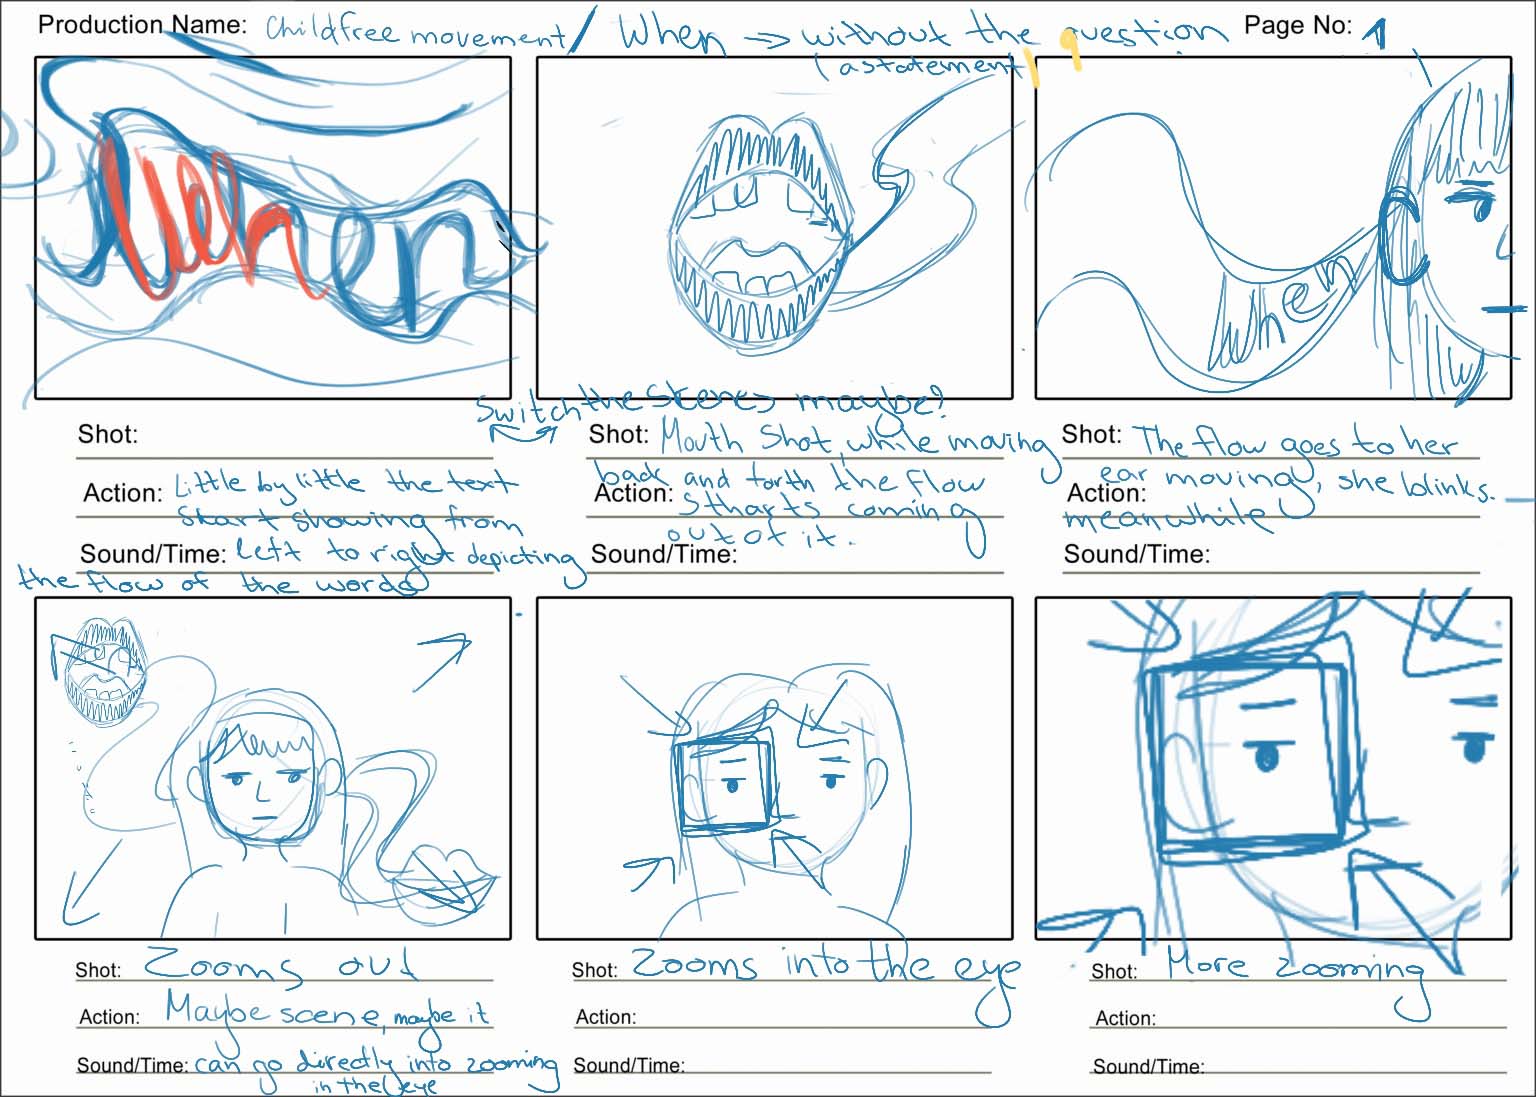 Production Name: Childfree movement / When → without the question Page No: 1
(a statement)
When
When
Switch the Skenes maybe?
Shot:
Action: Little by little the text
skart showing from
Sound/Time: left to right depicting
the flow of the words
Shot: Mouth Shot, while moving
back and forth the flow
Action: stharts coming
out of it.
Sound/Time:
Shot: The flow goes to her
ear moving, she blinks.
Action:
meanwhile
Sound/Time:
Shot: Zooms out
Action: Maybe scene, maybe it
Sound/Time: can go directly into zooming
in the eye
Shot: Zooms into the eye
Action:
Sound/Time:
Shot: More zooming
Action:
Sound/Time: